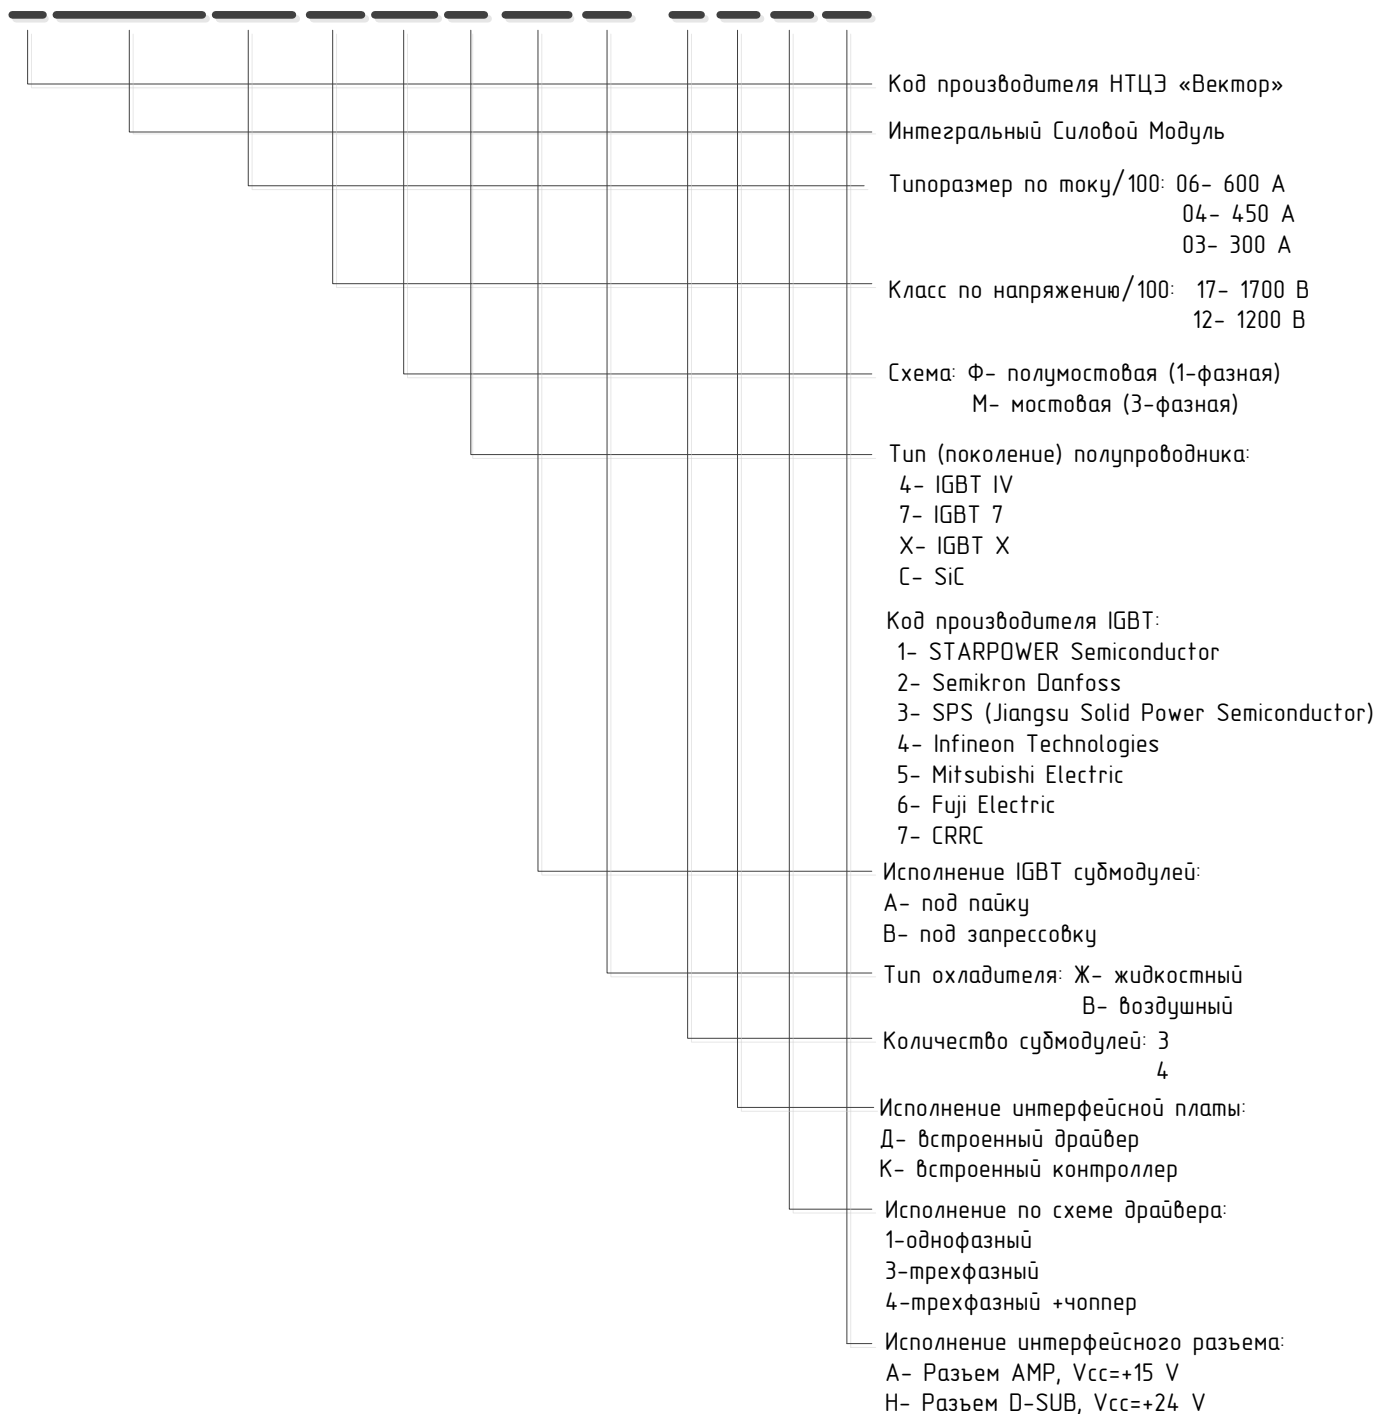 Код производителя НТЦЭ «Вектор»
Интегральный Силовой Модуль
Типоразмер по току/100: 06- 600 А
04- 450 А
03- 300 А
Класс по напряжению/100: 17- 1700 В
12- 1200 В
Схема: Ф- полумостовая (1-фазная)
М- мостовая (3-фазная)
Тип (поколение) полупроводника:
4- IGBT IV
7- IGBT 7
X- IGBT X
C- SiC
Код производителя IGBT:
1- STARPOWER Semiconductor
2- Semikron Danfoss
3- SPS (Jiangsu Solid Power Semiconductor)
4- Infineon Technologies
5- Mitsubishi Electric
6- Fuji Electric
7- CRRC
Исполнение IGBT субмодулей:
А- под пайку
В- под запрессовку
Тип охладителя: Ж- жидкостный
В- воздушный
Количество субмодулей: 3
4
Исполнение интерфейсной платы:
Д- встроенный драйвер
К- встроенный контроллер
Исполнение по схеме драйвера:
1-однофазный
3-трехфазный
4-трехфазный +чоппер
Исполнение интерфейсного разъема:
А- Разъем AMP, Vcc=+15 V
Н- Разъем D-SUB, Vcc=+24 V